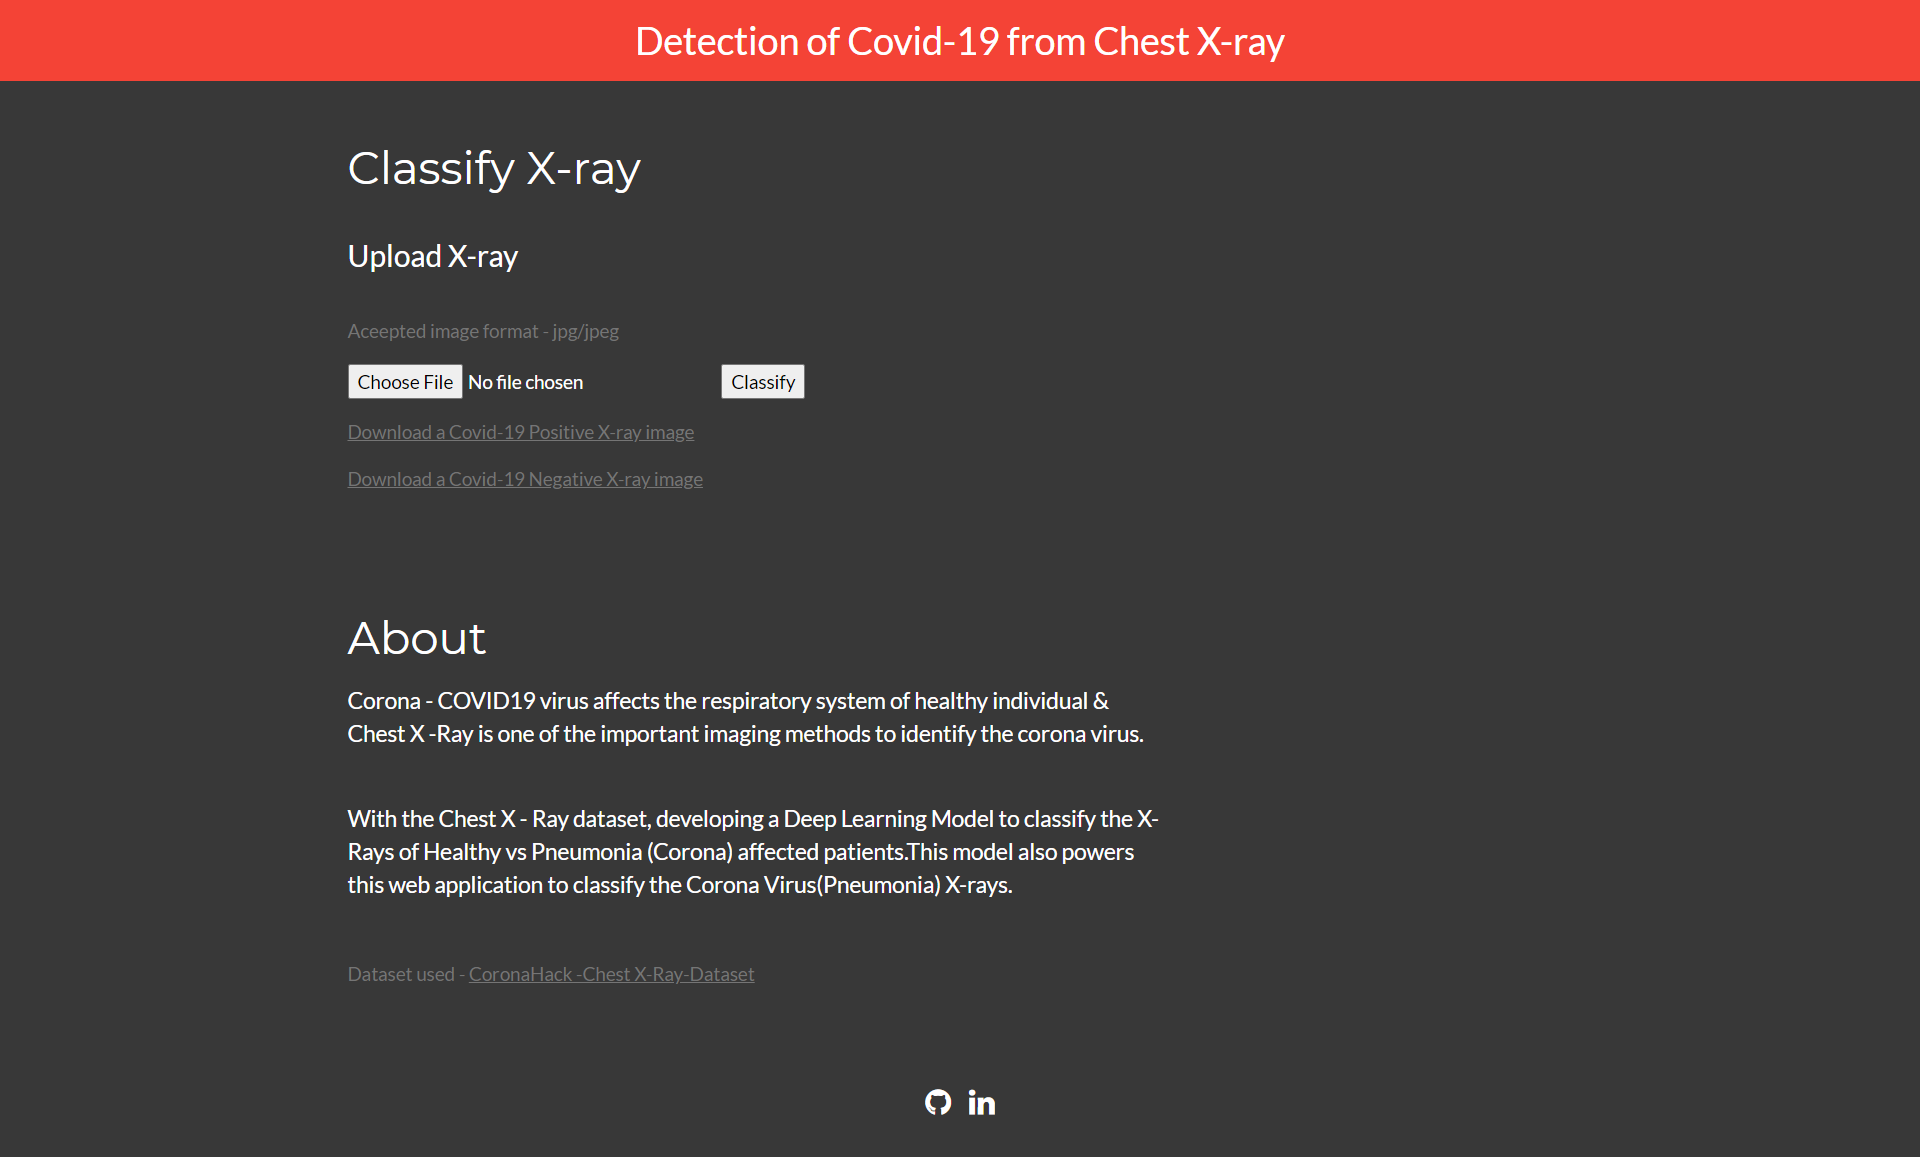 Detection of Covid-19 from Chest X-ray
Classify X-ray
Upload X-ray
Aceepted image format - jpg/jpeg
Choose File No file chosen Classify
Download a Covid-19 Positive X-ray image
Download a Covid-19 Negative X-ray image
About
Corona - COVID19 virus affects the respiratory system of healthy individual &
Chest X -Ray is one of the important imaging methods to identify the corona virus.
With the Chest X - Ray dataset, developing a Deep Learning Model to classify the X-
Rays of Healthy vs Pneumonia (Corona) affected patients.This model also powers
this web application to classify the Corona Virus(Pneumonia) X-rays.
Dataset used - CoronaHack -Chest X-Ray-Dataset
in